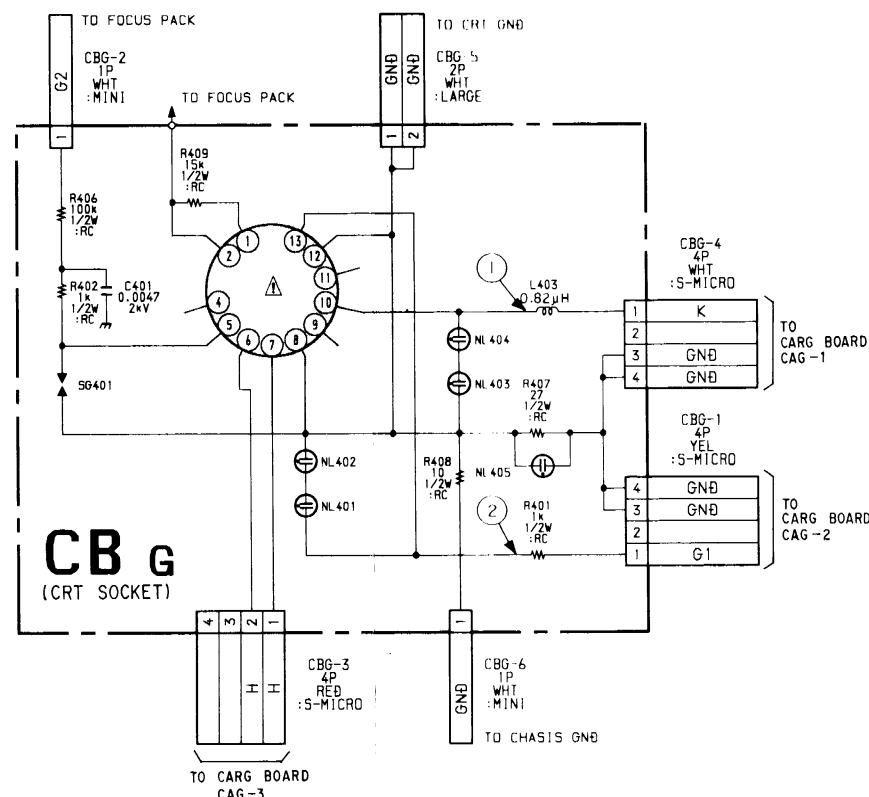 TO FOCUS PACK
CBG-2
1P
WHT
:MINI
G2
1
TO FOCUS PACK
TO CRT GND
CBG-5
2P
WHT
:LARGE
GND
GND
1
2
R409
15k
1/2W
:RC
R406
100k
1/2W
:RC
R402
1k
1/2W
:RC
C401
0.0047
2kV
SG401
1
2
4
5
6
7
8
9
10
11
12
13
!
1
L403
0.82μH
CBG-4
4P
WHT
:S-MICRO
1 K
2
3 GND
4 GND
TO
CARG BOARD
CAG-1
NL404
NL403
R407
27
1/2W
:RC
NL405
R408
10
1/2W
:RC
NL402
NL401
2
R401
1k
1/2W
:RC
CBG-1
4P
YEL
:S-MICRO
4 GND
3 GND
2
1 G1
TO
CARG BOARD
CAG-2
CB G
(CRT SOCKET)
4 3 2 1
H H
CBG-3
4P
RED
:S-MICRO
TO CARG BOARD
CAG-3
1
GND
CBG-6
1P
WHT
:MINI
TO CHASIS GND